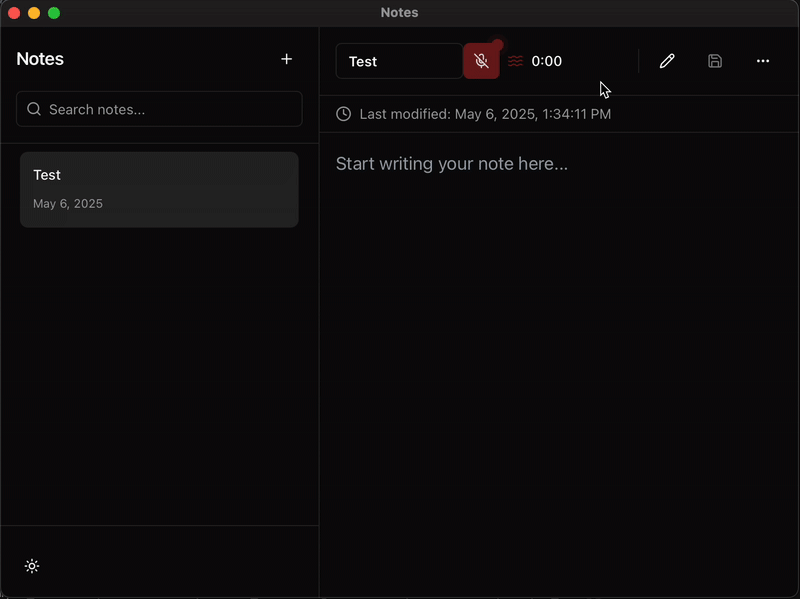 Notes
Notes
Search notes...
Test
May 6, 2025
Test
0:00
Last modified: May 6, 2025, 1:34:11 PM
Start writing your note here...